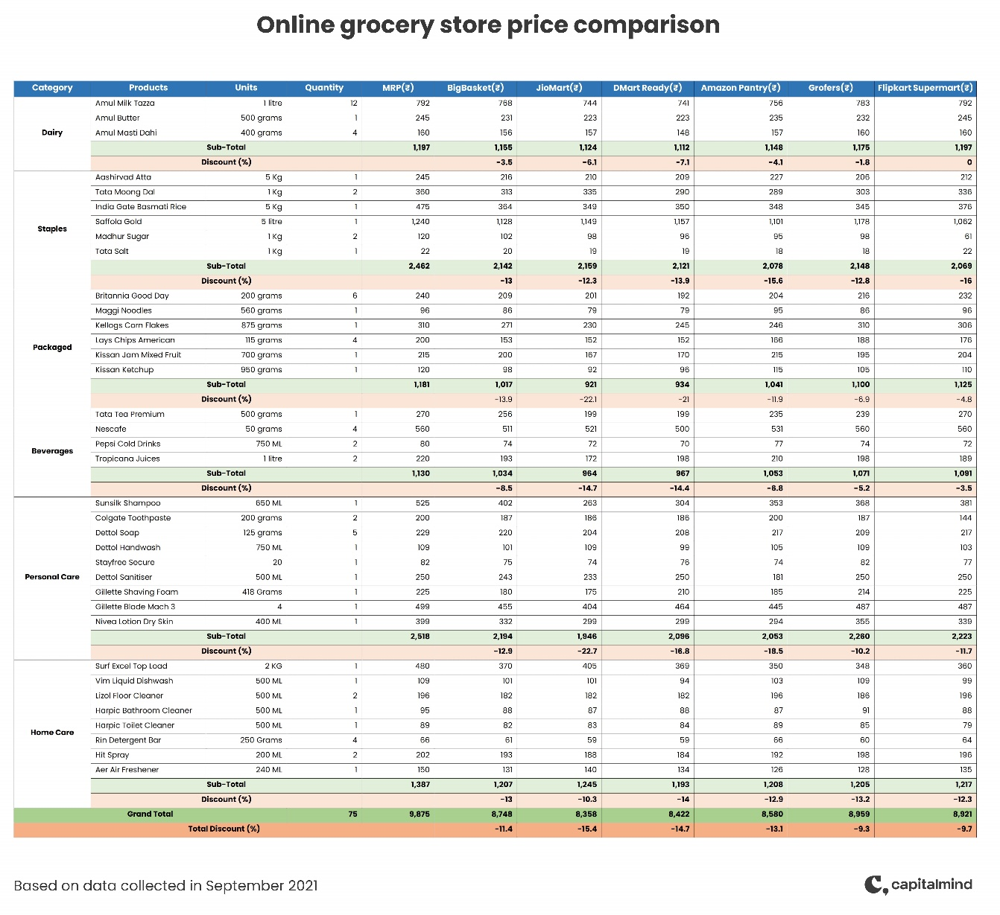 Online grocery store price comparison
Category Products Units Quantity MRP(₹) BigBasket(₹) JioMart(₹) DMart Ready(₹) Amazon Pantry(₹) Grofers(₹) Flipkart Supermart(₹)
Amul Milk Tazza 1 litre 12 792 768 744 741 756 783 792
Amul Butter 500 grams 1 245 231 223 223 235 232 245
Dairy Amul Masti Dahi 400 grams 4 160 156 157 148 157 160 160
Sub-Total 1,197 1,155 1,124 1,112 1,148 1,175 1,197
Discount (%) -3.5 -6.1 -7.1 -4.1 -1.8 0
Aashirvad Atta 5 Kg 1 245 216 210 209 227 206 212
Tata Moong Dal 1 Kg 2 360 313 335 290 289 303 336
India Gate Basmati Rice 5 Kg 1 475 364 349 350 348 345 376
Staples Saffola Gold 5 litre 1 1,240 1,128 1,149 1,157 1,101 1,178 1,062
Madhur Sugar 1 Kg 2 120 102 98 96 95 98 61
Tata Salt 1 Kg 1 22 20 19 19 18 18 22
Sub-Total 2,462 2,142 2,159 2,121 2,078 2,148 2,069
Discount (%) -13 -12.3 -13.9 -15.6 -12.8 -16
Britannia Good Day 200 grams 6 240 209 201 192 204 216 232
Maggi Noodles 560 grams 1 96 86 79 79 95 86 96
Kellogs Corn Flakes 875 grams 1 310 271 230 245 246 310 306
Packaged Lays Chips American 115 grams 4 200 153 152 152 166 188 176
Kissan Jam Mixed Fruit 700 grams 1 215 200 167 170 215 195 204
Kissan Ketchup 950 grams 1 120 98 92 96 115 105 110
Sub-Total 1,181 1,017 921 934 1,041 1,100 1,125
Discount (%) -13.9 -22.1 -21 -11.9 -6.9 -4.8
Tata Tea Premium 500 grams 1 270 256 199 199 235 239 270
Nescafe 50 grams 4 560 511 521 500 531 560 560
Beverages Pepsi Cold Drinks 750 ML 2 80 74 72 70 77 74 72
Tropicana Juices 1 litre 2 220 193 172 198 210 198 189
Sub-Total 1,130 1,034 964 967 1,053 1,071 1,091
Discount (%) -8.5 -14.7 -14.4 -6.8 -5.2 -3.5
Sunsilk Shampoo 650 ML 1 525 402 263 304 353 368 381
Colgate Toothpaste 200 grams 2 200 187 186 186 200 187 144
Dettol Soap 125 grams 5 229 220 204 208 217 209 217
Dettol Handwash 750 ML 1 109 101 109 99 105 109 103
Stayfree Secure 20 1 82 75 74 76 74 82 77
Personal Care Dettol Sanitiser 500 ML 1 250 243 233 250 181 250 250
Gillette Shaving Foam 418 Grams 1 225 180 175 210 185 214 225
Gillette Blade Mach 3 4 1 499 455 404 464 445 487 487
Nivea Lotion Dry Skin 400 ML 1 399 332 299 299 294 355 339
Sub-Total 2,518 2,194 1,946 2,096 2,053 2,260 2,223
Discount (%) -12.9 -22.7 -16.8 -18.5 -10.2 -11.7
Surf Excel Top Load 2 KG 1 480 370 405 369 350 348 360
Vim Liquid Dishwash 500 ML 1 109 101 101 94 103 109 99
Lizol Floor Cleaner 500 ML 2 196 182 182 182 196 186 196
Harpic Bathroom Cleaner 500 ML 1 95 88 87 88 87 91 88
Home Care Harpic Toilet Cleaner 500 ML 1 89 82 83 84 89 85 79
Rin Detergent Bar 250 Grams 4 66 61 59 59 66 60 64
Hit Spray 200 ML 2 202 193 188 184 192 198 196
Aer Air Freshener 240 ML 1 150 131 140 134 126 128 135
Sub-Total 1,387 1,207 1,245 1,193 1,208 1,205 1,217
Discount (%) -13 -10.3 -14 -12.9 -13.2 -12.3
Grand Total 75 9,875 8,748 8,358 8,422 8,580 8,959 8,921
Total Discount (%) -11.4 -15.4 -14.7 -13.1 -9.3 -9.7
Based on data collected in September 2021
capitalmind